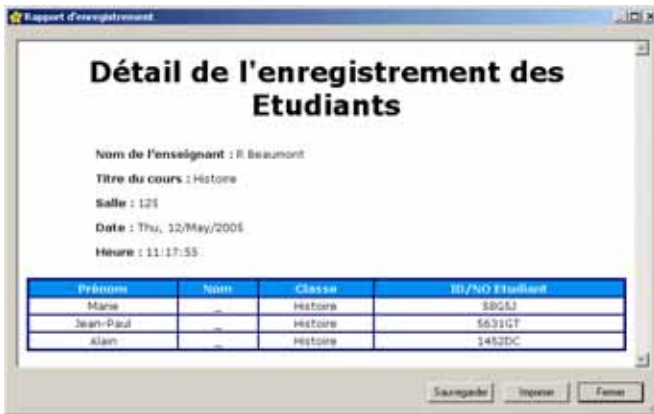 Rapport d'enregistrement
Détail de l'enregistrement des
Etudiants
Nom de l'enseignant : R Beaumont
Titre du cours : Histoire
Salle : 125
Date : Thu, 12/May/2005
Heure : 11:17:55
Prénom Nom Classe ID/NO Etudiant
Marie _ Histoire 58G5J
Jean-Paul _ Histoire 5631GT
Alain _ Histoire 1452DC
Sauvegarder Imprimer Fermer